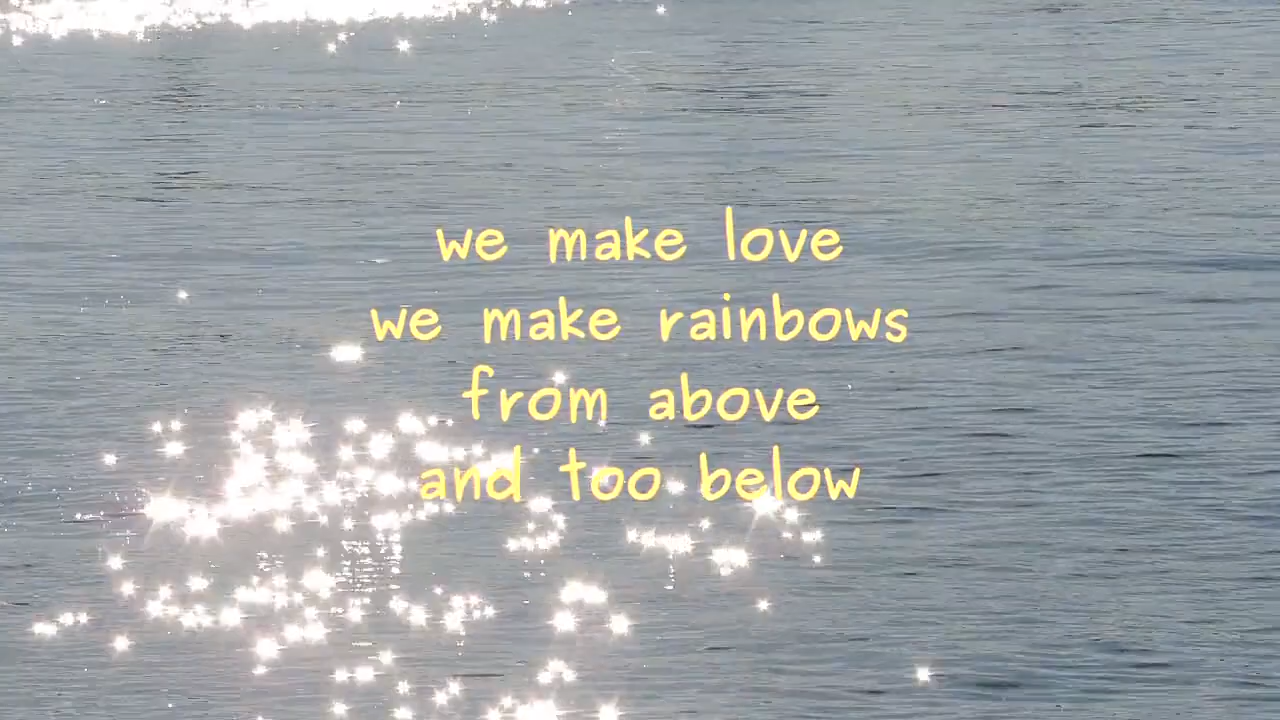 we make love
we make rainbows
from above
and too below